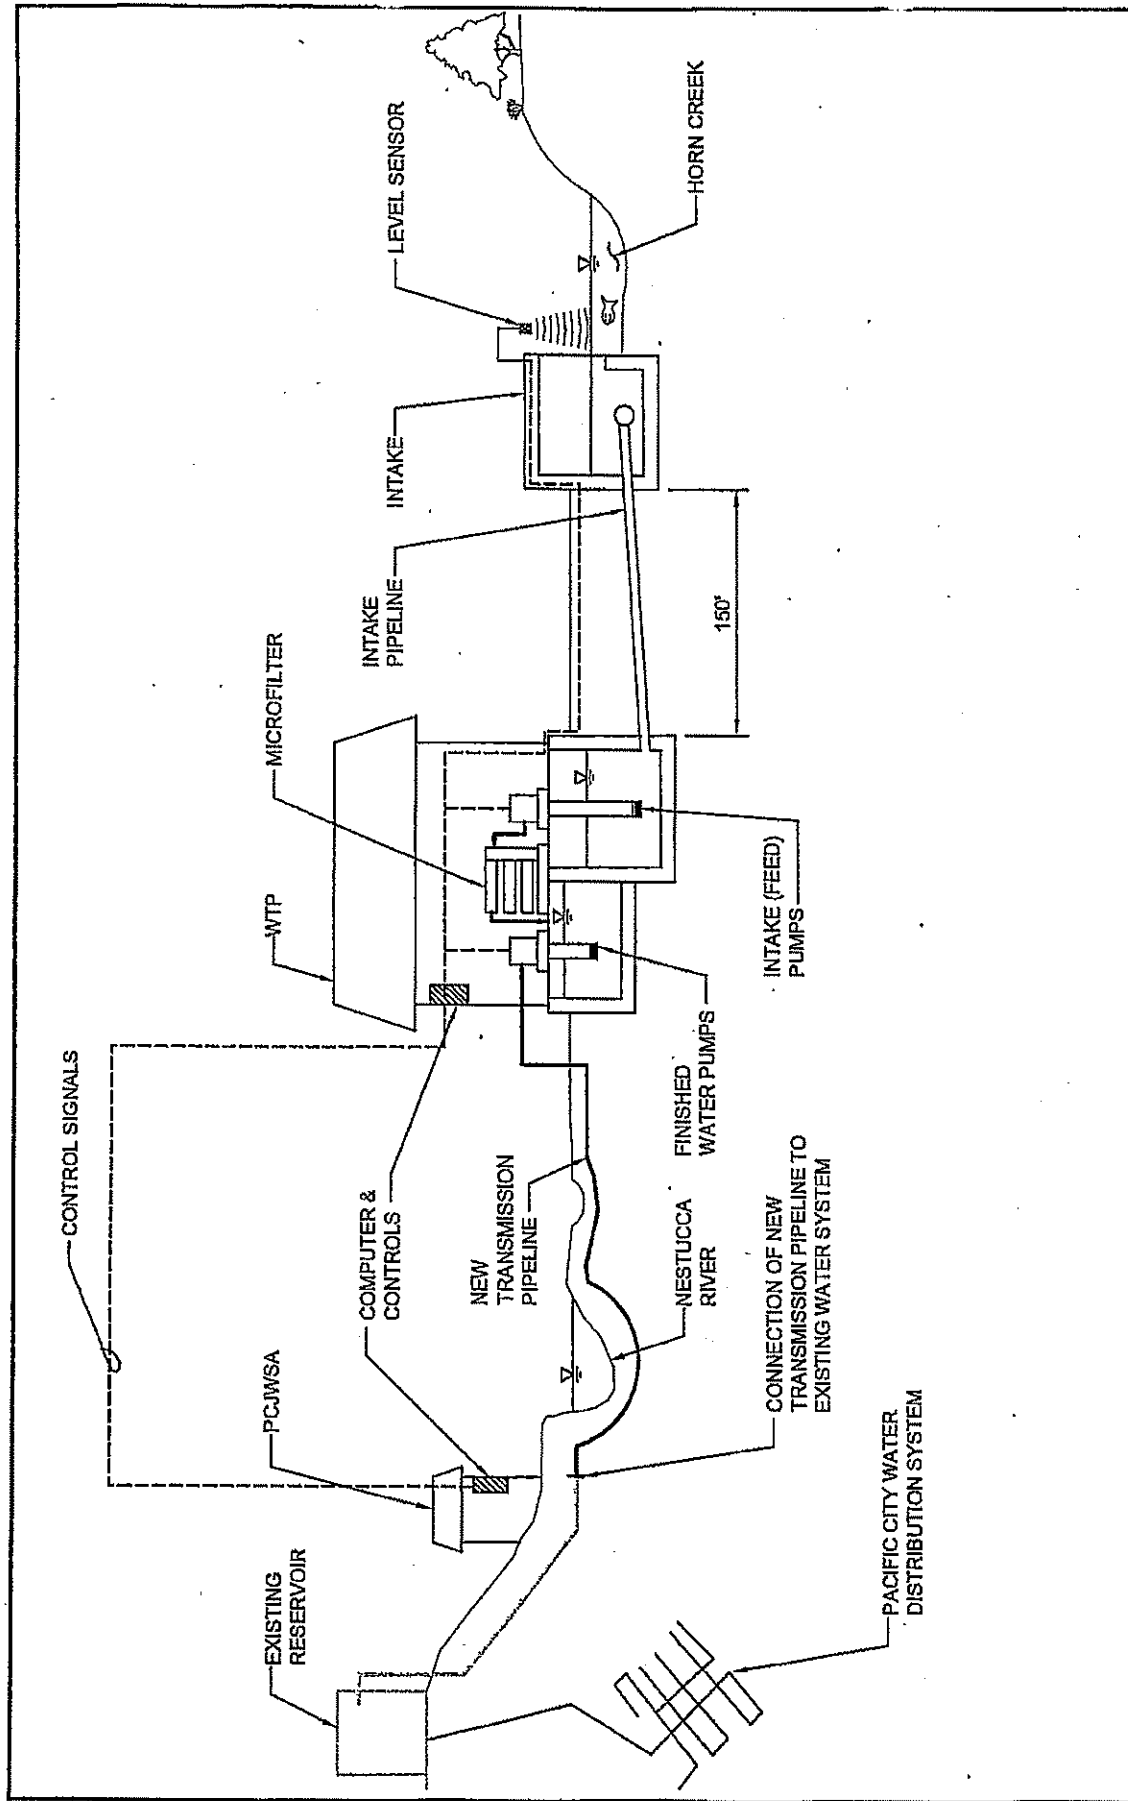 CONTROL SIGNALS
WTP
MICROFILTER
INTAKE
PIPELINE
INTAKE
LEVEL SENSOR
EXISTING
RESERVOIR
PCJWSA
COMPUTER &
CONTROLS
NEW
TRANSMISSION
PIPELINE
150'
HORN CREEK
NESTUCCA
RIVER
FINISHED
WATER PUMPS
INTAKE (FEED)
PUMPS
CONNECTION OF NEW
TRANSMISSION PIPELINE TO
EXISTING WATER SYSTEM
PACIFIC CITY WATER
DISTRIBUTION SYSTEM